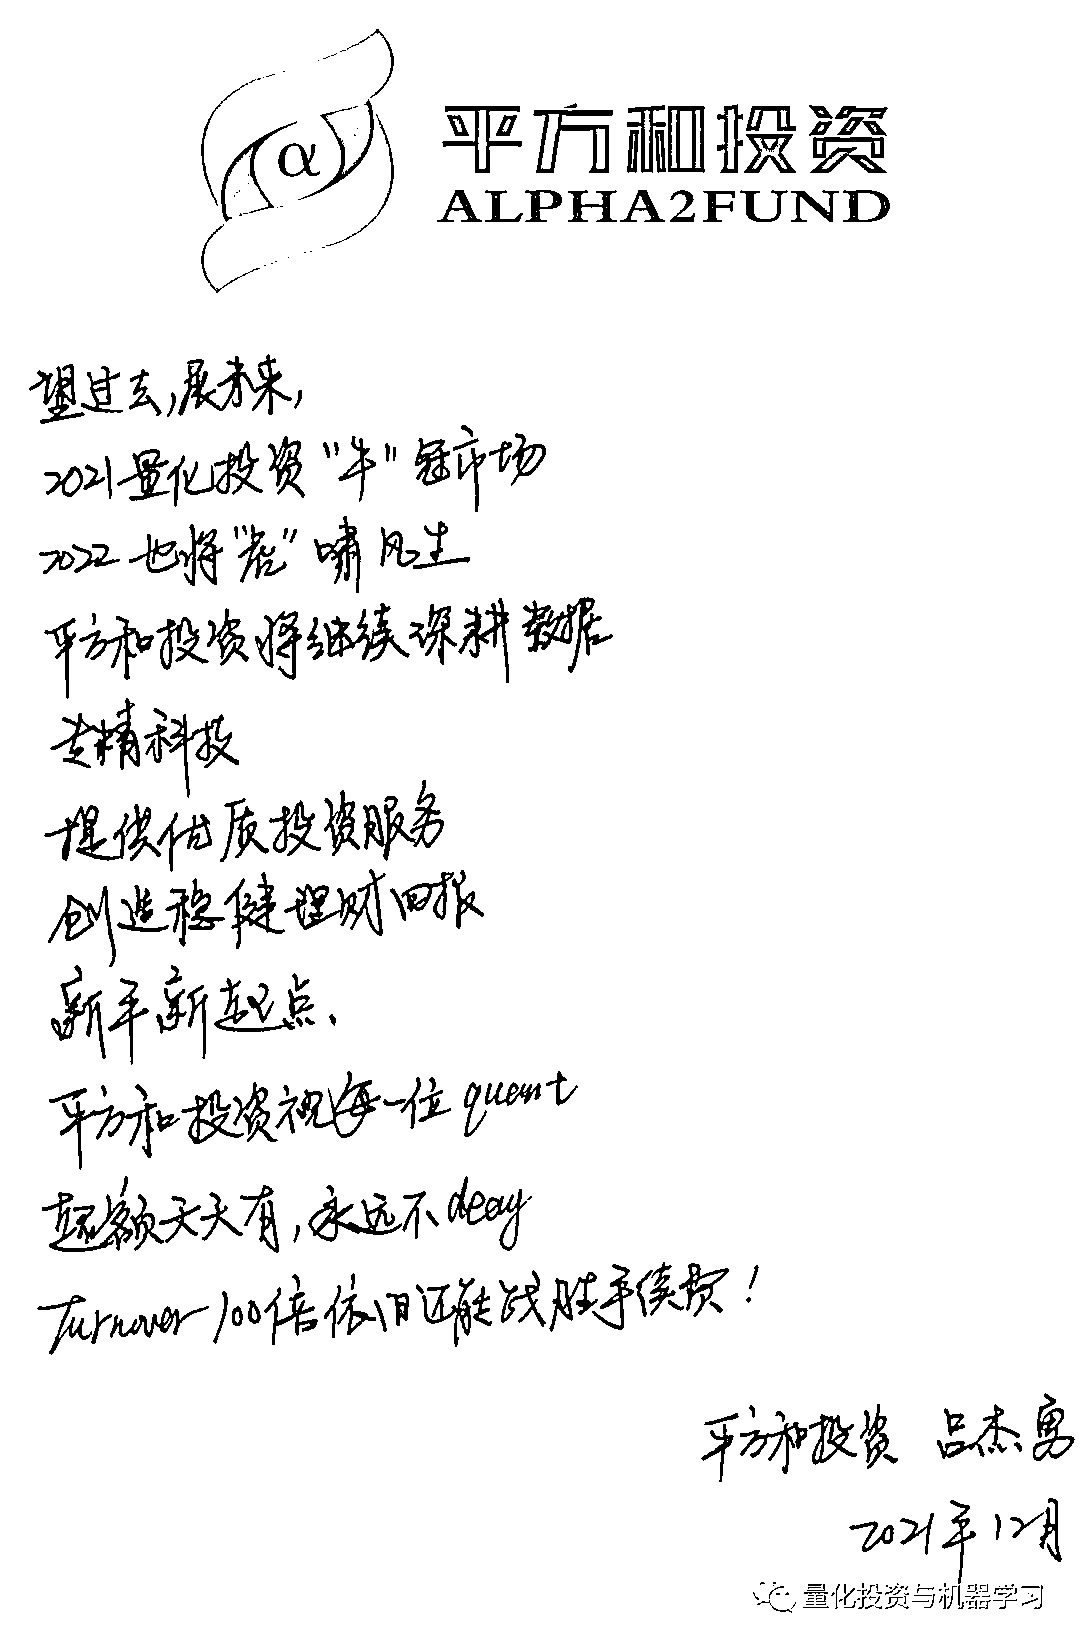 α
平方和投资
ALPHA2FUND
望过去,展未来,
2021量化投资“牛”冠市场
2022也将“虎”啸风生
平方和投资将继续深耕数据
专精科技
提供优质投资服务
创造稳健理财回报
新年新起点.
平方和投资祝每一位quant
超额天天有,永远不decay
Turnover 100倍依旧还能战胜手续费!
平方和投资 吕杰勇
2021年12月
量化投资与机器学习